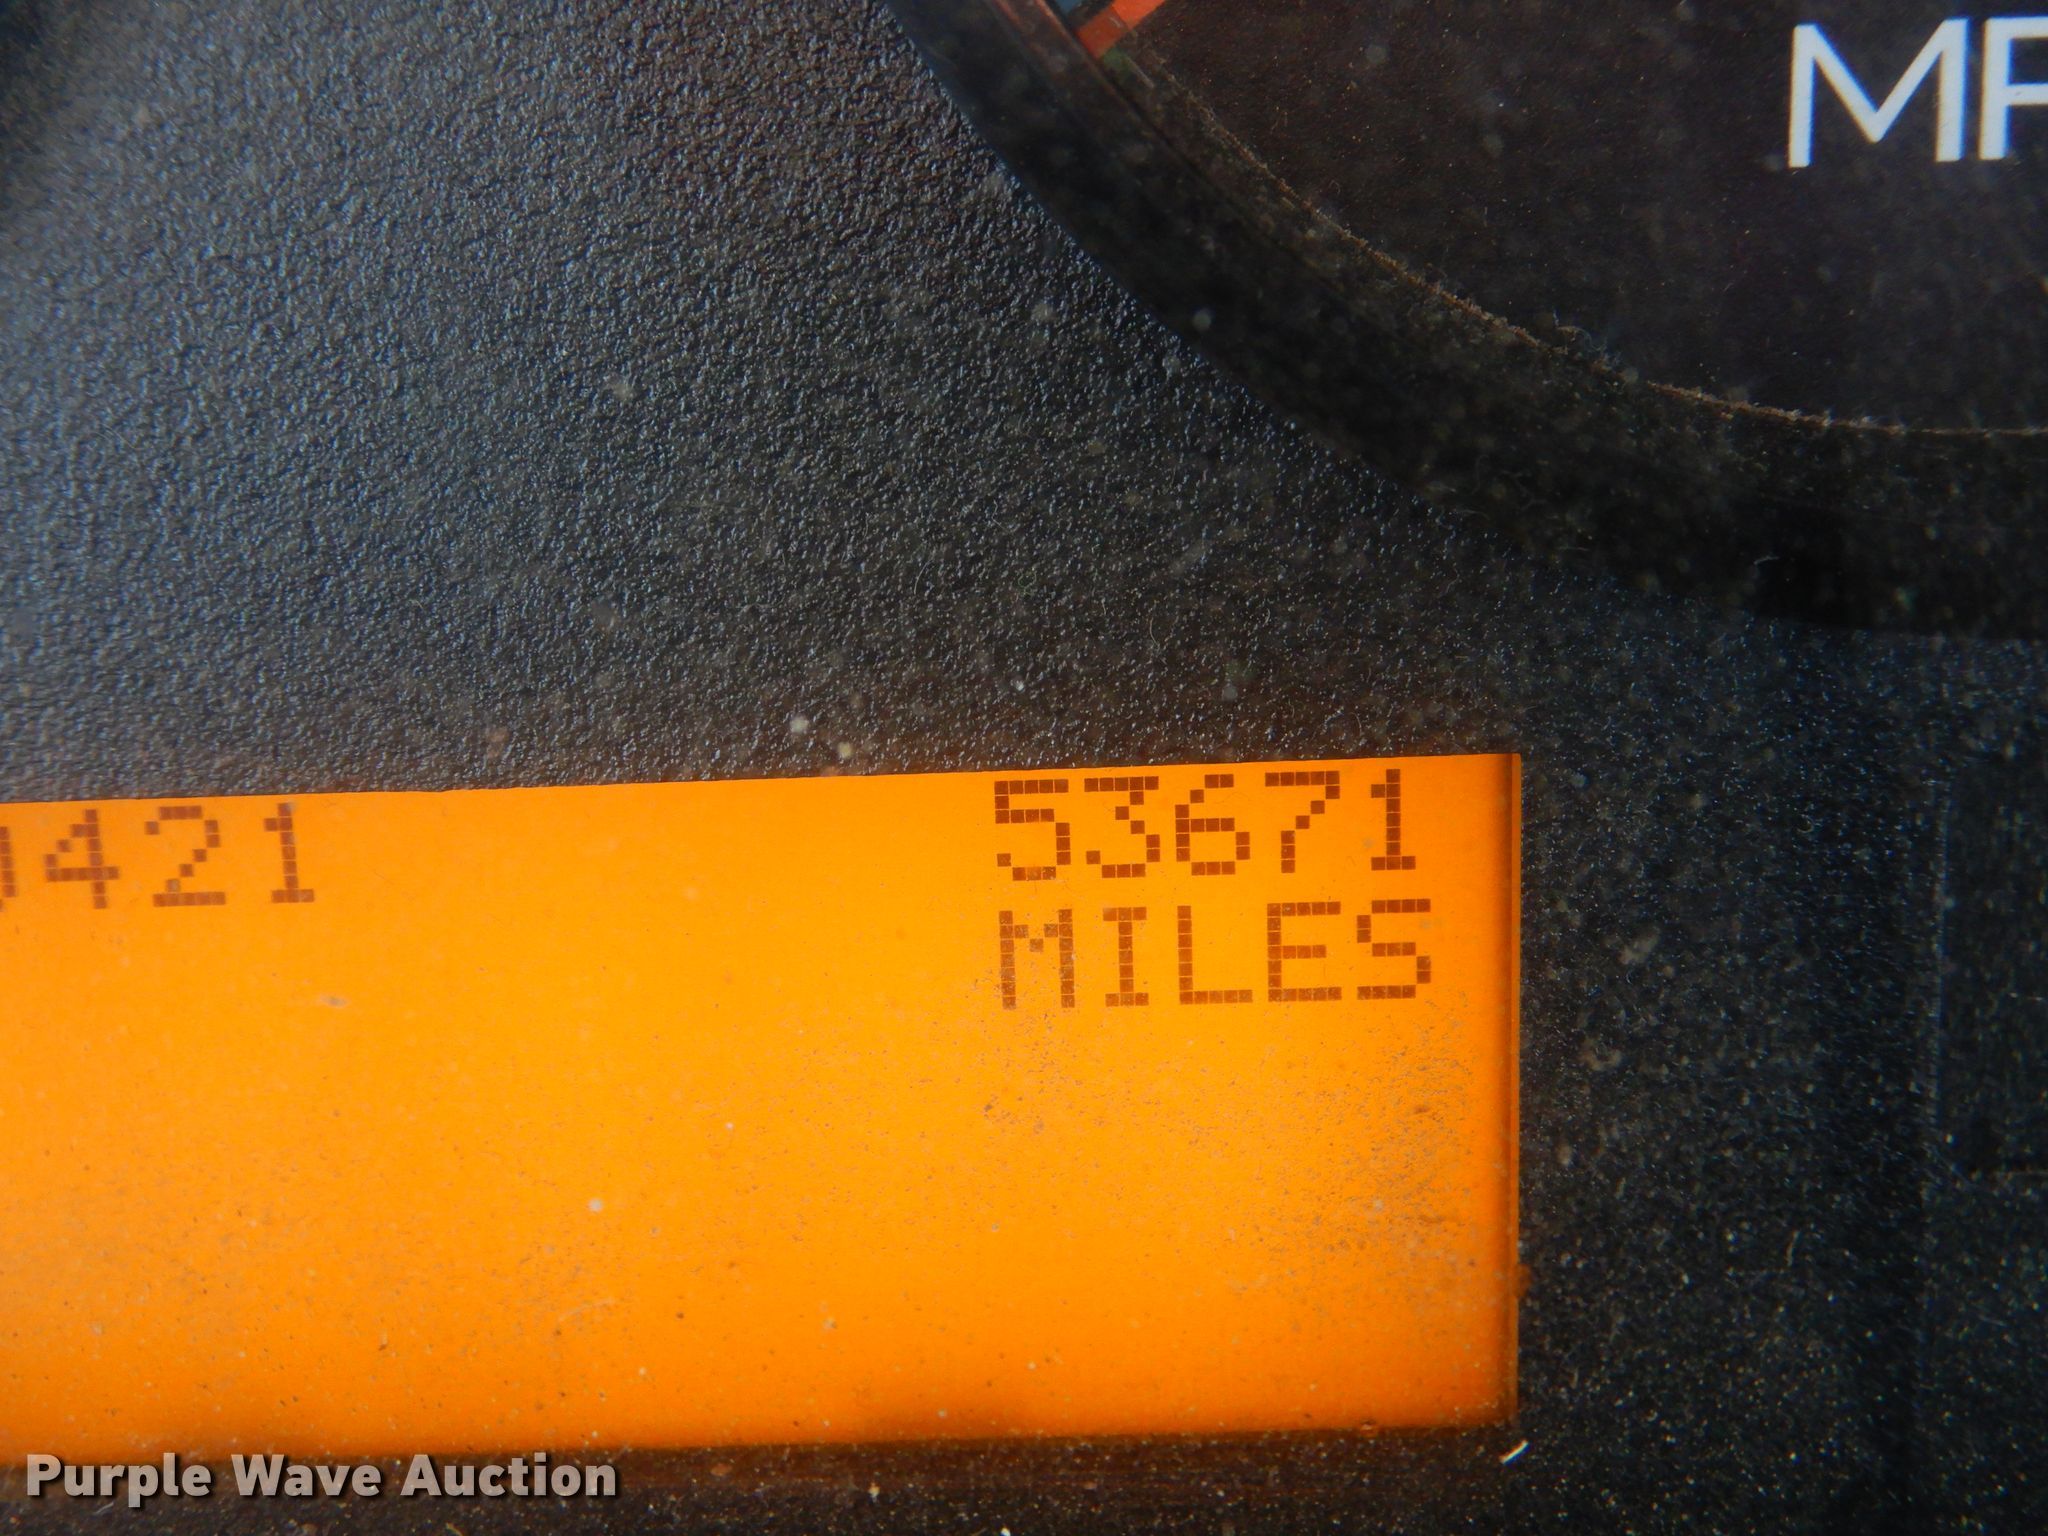 MP
421 53671
MILES
Purple Wave Auction